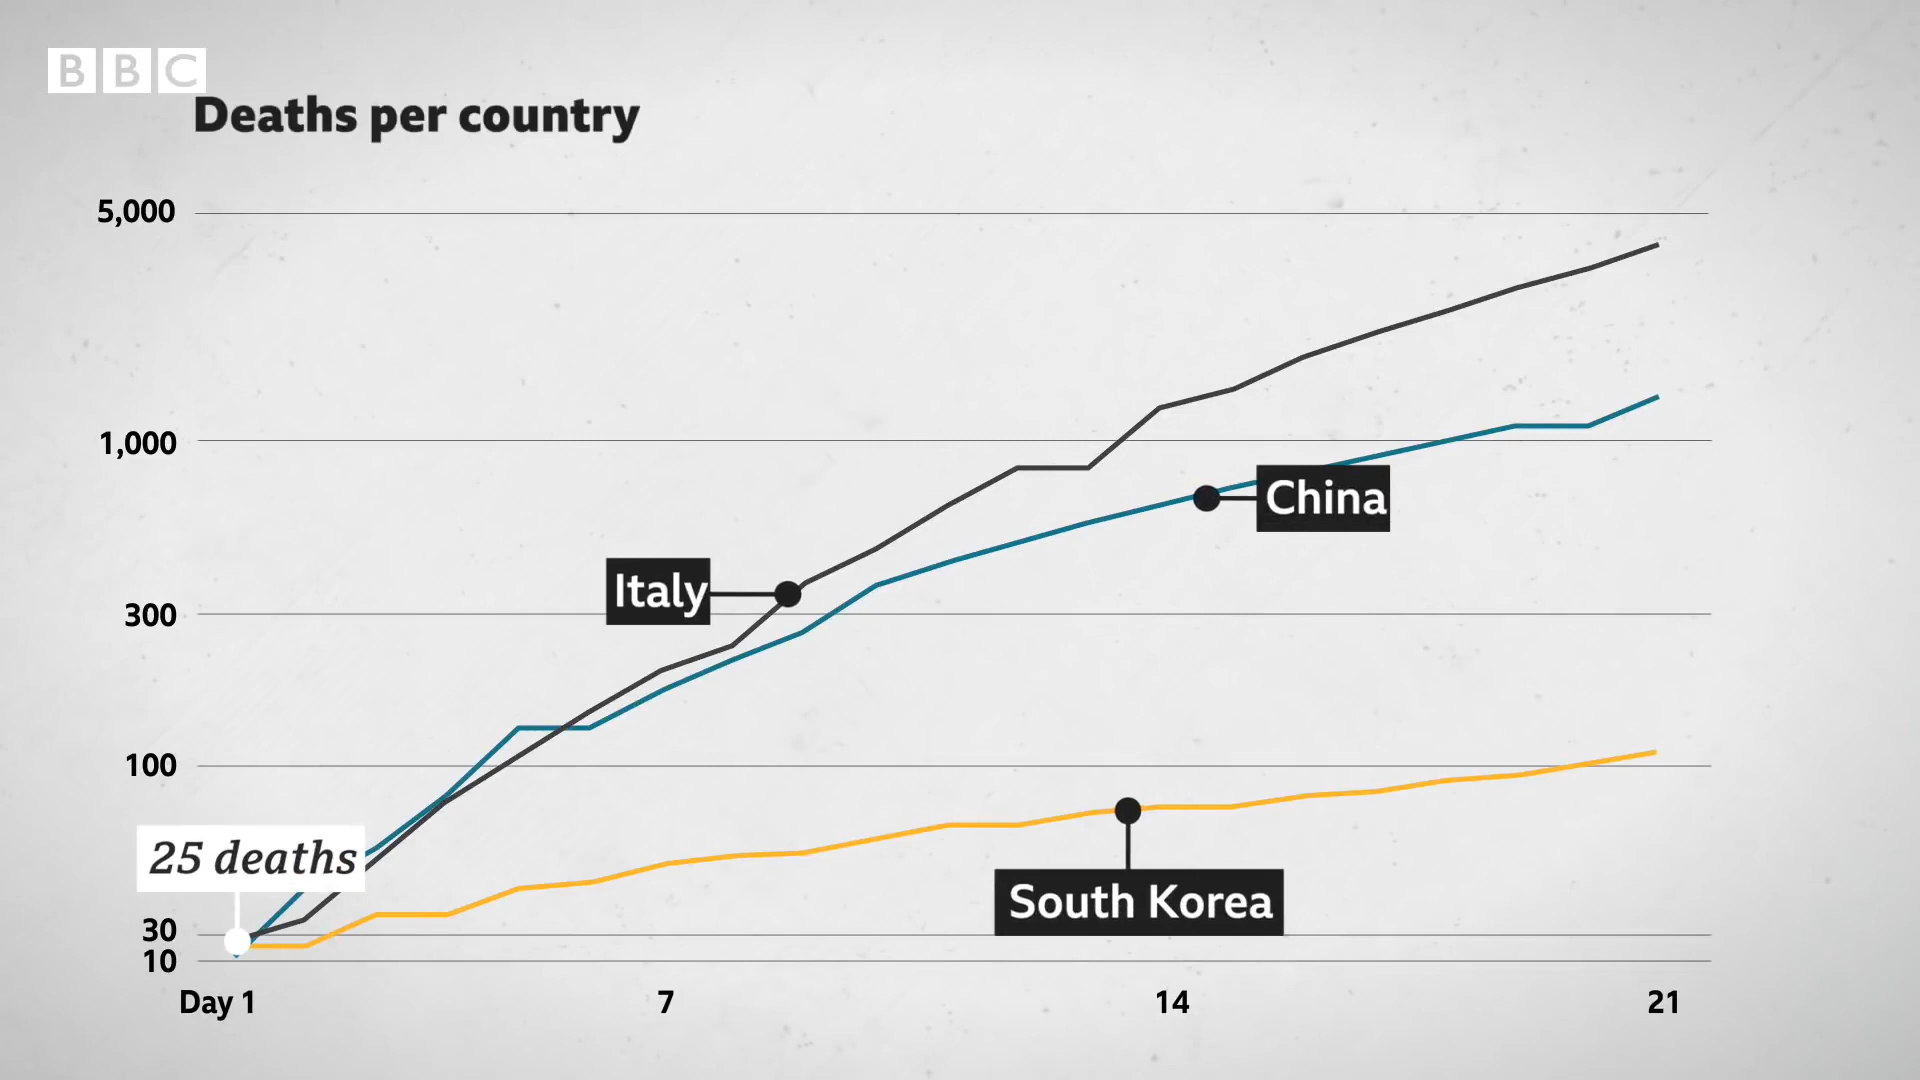 BBC
Deaths per country
5,000
1,000
300
100
30
10
25 deaths
Italy
China
South Korea
Day 1
7
14
21